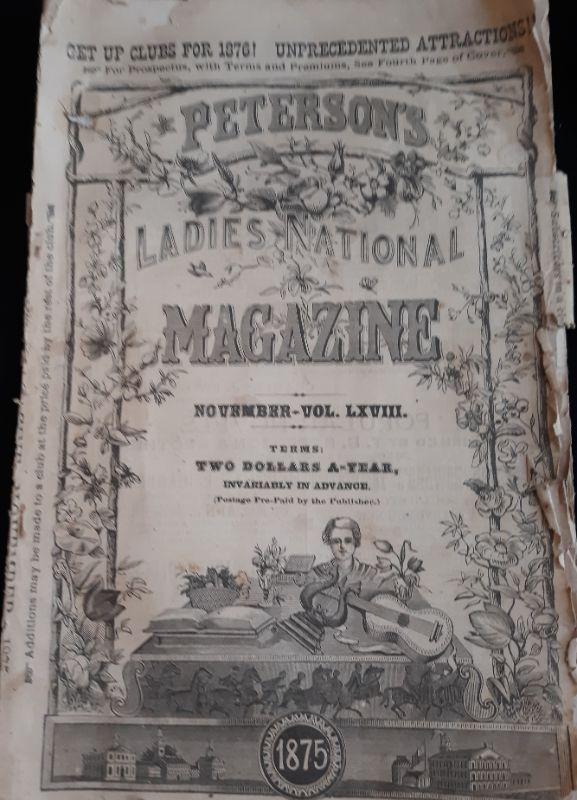 GET UP CLUBS FOR 1876! UNPRECEDENTED ATTRACTIONS!
For Prospectus, with Terms and Premiums, See Fourth Page of Cover.
PETERSON'S
LADIES NATIONAL
MAGAZINE
NOVEMBER-VOL. LXVIII.
TERMS:
TWO DOLLARS A-YEAR,
INVARIABLY IN ADVANCE.
(Postage Pre-Paid by the Publisher.)
1875
Additions may be made to a club at the price paid by the rest of the club.